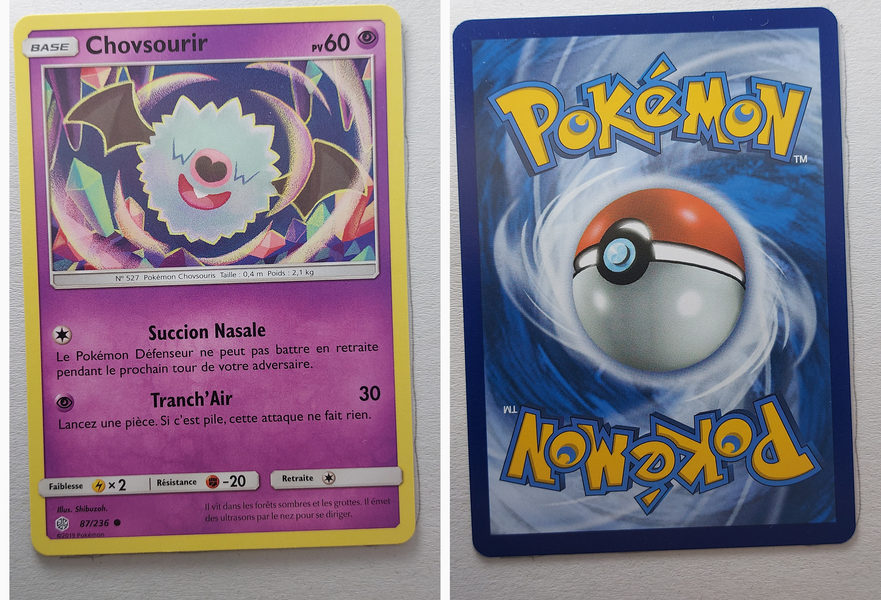 BASE Chovsourir PV60
N° 527 Pokémon Chovsouris Taille : 0,4 m Poids : 2,1 kg
Succion Nasale
Le Pokémon Défenseur ne peut pas battre en retraite
pendant le prochain tour de votre adversaire.
Tranch'Air 30
Lancez une pièce. Si c'est pile, cette attaque ne fait rien.
Faiblesse ×2 Résistance -20 Retraite
Illus. Shibuzoh.
87/236
©2019 Pokémon
Il vit dans les forêts sombres et les grottes. Il émet
des ultrasons par le nez pour se diriger.
POKéMON TM
POKéMON TM